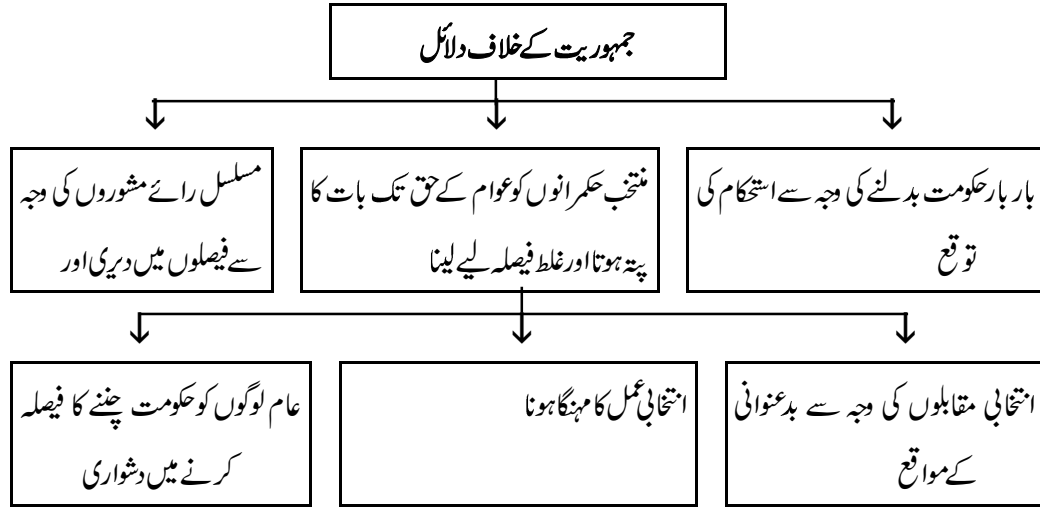 جمہوریت کے خلاف دلائل
بار بار حکومت بدلنے کی وجہ سے استحکام کی
توقع
منتخب حکمرانوں کو عوام کے حق تک بات کا
پتہ ہوتا اور غلط فیصلہ لیے لینا
مسلسل رائے مشوروں کی وجہ
سے فیصلوں میں دیری اور
انتخابی مقابلوں کی وجہ سے بدعنوانی
کے مواقع
انتخابی عمل کا مہنگا ہونا
عام لوگوں کو حکومت چننے کا فیصلہ
کرنے میں دشواری